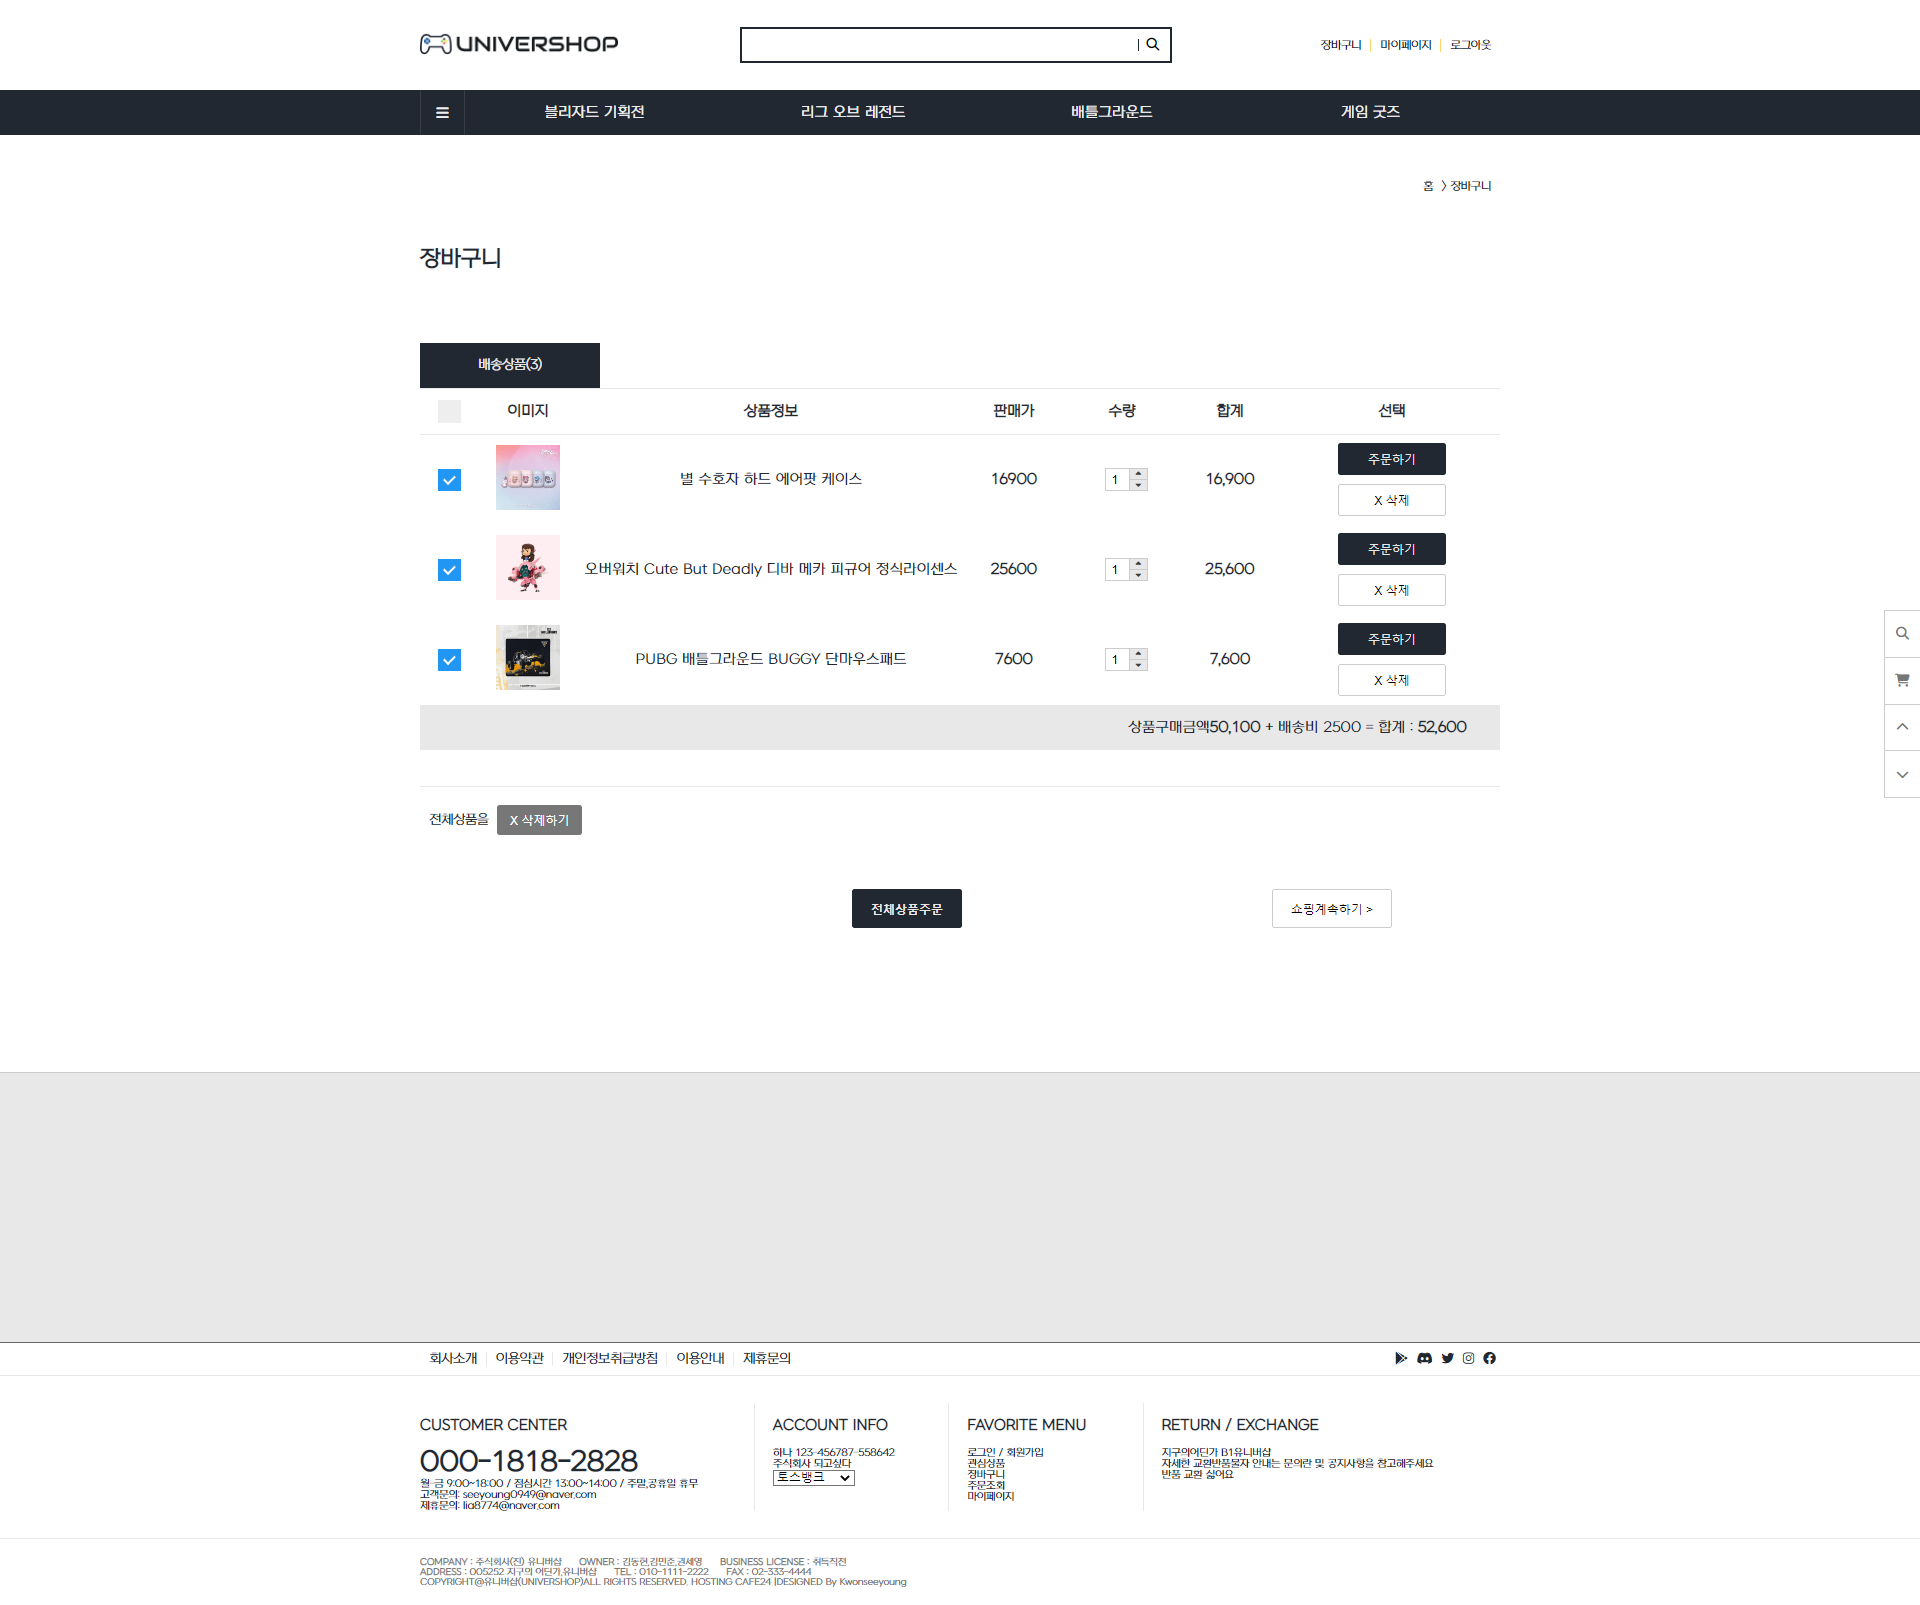 UNIVERSHOP
장바구니
마이페이지
로그아웃
블리자드 기획전
리그 오브 레전드
배틀그라운드
게임 굿즈
홈 > 장바구니
장바구니
배송상품(3)
이미지
상품정보
판매가
수량
합계
선택
별 수호자 하드 에어팟 케이스
16900
1
16,900
주문하기
X 삭제
오버워치 Cute But Deadly 디바 메카 피규어 정식라이센스
25600
1
25,600
주문하기
X 삭제
PUBG 배틀그라운드 BUGGY 단마우스패드
7600
1
7,600
주문하기
X 삭제
상품구매금액50,100 + 배송비 2500 = 합계 : 52,600
전체상품을
X 삭제하기
전체상품주문
쇼핑계속하기 >
회사소개
이용약관
개인정보취급방침
이용안내
제휴문의
CUSTOMER CENTER
000-1818-2828
월-금 9:00~18:00 / 점심시간 13:00~14:00 / 주말,공휴일 휴무
고객문의: seeyoung0949@naver.com
제휴문의: lia8774@naver.com
ACCOUNT INFO
하나 123-456787-558642
주식회사 되고싶다
토스뱅크
FAVORITE MENU
로그인 / 회원가입
관심상품
장바구니
주문조회
마이페이지
RETURN / EXCHANGE
지구의어딘가 B1유니버샵
자세한 교환반품불자 안내는 문의란 및 공지사항을 참고해주세요
반품 교환 싫어요
COMPANY : 주식회사(진) 유니버샵 OWNER : 김동현,김민준,권세영 BUSINESS LICENSE : 취득직전
ADDRESS : 005252 지구의 어딘가,유니버샵 TEL : 010-1111-2222 FAX : 02-333-4444
COPYRIGHT@유니버샵(UNIVERSHOP)ALL RIGHTS RESERVED. HOSTING CAFE24 |DESIGNED By Kwonseeyoung